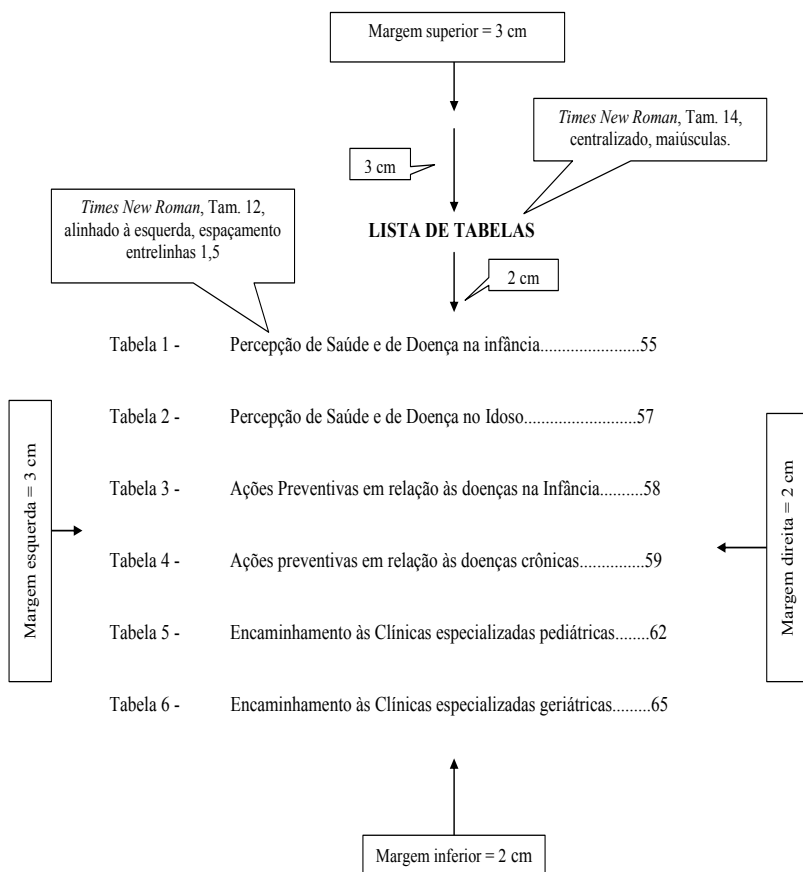 Margem superior = 3 cm
Times New Roman, Tam. 14,
centralizado, maiúsculas.
3 cm
Times New Roman, Tam. 12,
alinhado à esquerda, espaçamento
entrelinhas 1,5
LISTA DE TABELAS
2 cm
Tabela 1 - Percepção de Saúde e de Doença na infância.......................55
Tabela 2 - Percepção de Saúde e de Doença no Idoso..........................57
Tabela 3 - Ações Preventivas em relação às doenças na Infância..........58
Tabela 4 - Ações preventivas em relação às doenças crônicas...............59
Tabela 5 - Encaminhamento às Clínicas especializadas pediátricas........62
Tabela 6 - Encaminhamento às Clínicas especializadas geriátricas.........65
Margem esquerda = 3 cm
Margem direita = 2 cm
Margem inferior = 2 cm